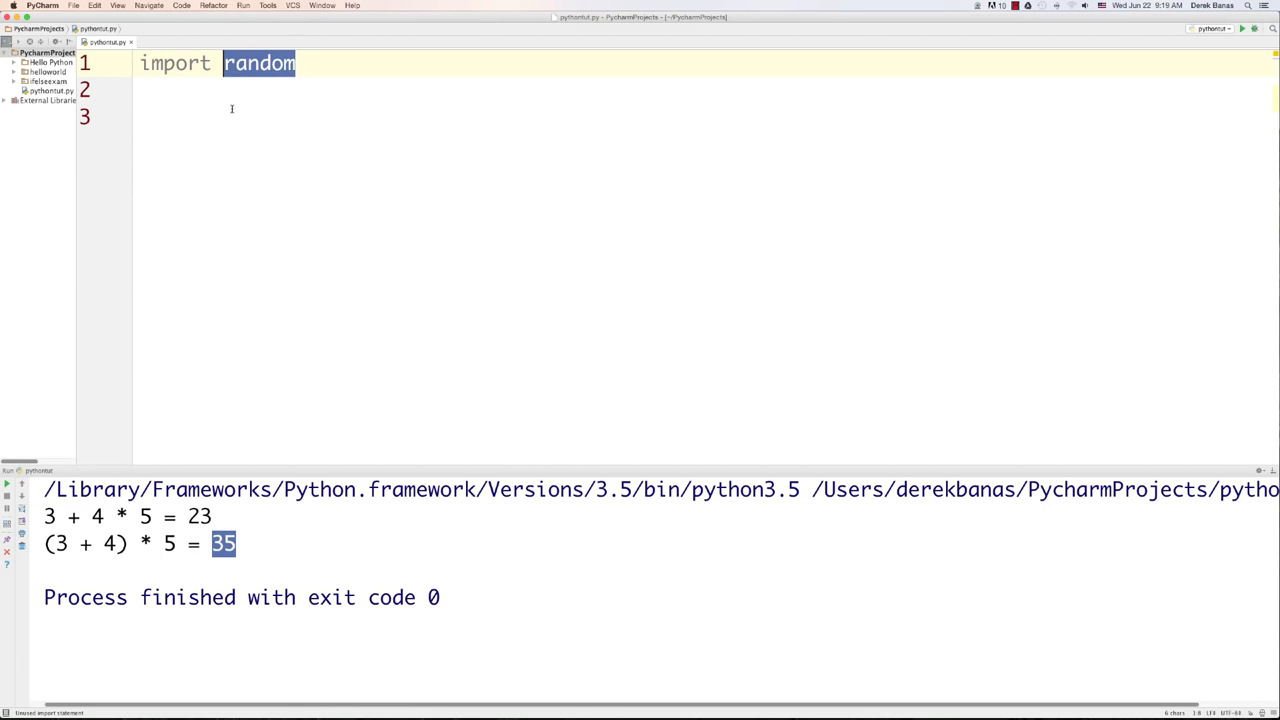 PyCharm File Edit View Navigate Code Refactor Run Tools VCS Window Help
10 Wed Jun 22 9:19 AM Derek Banas
pythontut.py - PycharmProjects - [~/PycharmProjects]
PycharmProjects pythontut.py
pythontut
pythontut.py
PycharmProject
Hello Python
helloworld
ifelseexam
pythontut.py
External Librarie
1 import random
2
3
Run pythontut
/Library/Frameworks/Python.framework/Versions/3.5/bin/python3.5 /Users/derekbanas/PycharmProjects/pytho
3 + 4 * 5 = 23
(3 + 4) * 5 = 35
Process finished with exit code 0
Unused import statement
6 chars 1:8 LF÷ UTF-8÷